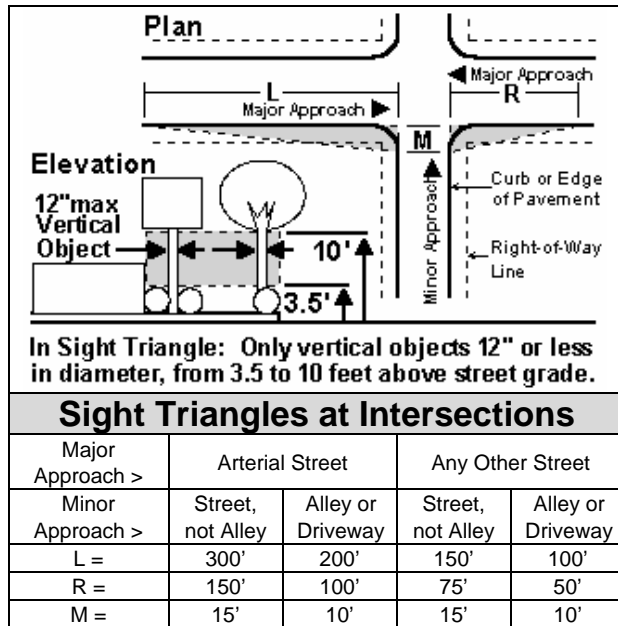 Plan
Major Approach
L
R
Major Approach
M
Elevation
12"max
Vertical
Object
10'
3.5'
Minor Approach
Curb or Edge
of Pavement
Right-of-Way
Line
In Sight Triangle: Only vertical objects 12" or less
in diameter, from 3.5 to 10 feet above street grade.
Sight Triangles at Intersections
Major Approach > Arterial Street Any Other Street
Minor Approach > Street, not Alley Alley or Driveway Street, not Alley Alley or Driveway
L = 300’ 200’ 150’ 100’
R = 150’ 100’ 75’ 50’
M = 15’ 10’ 15’ 10’